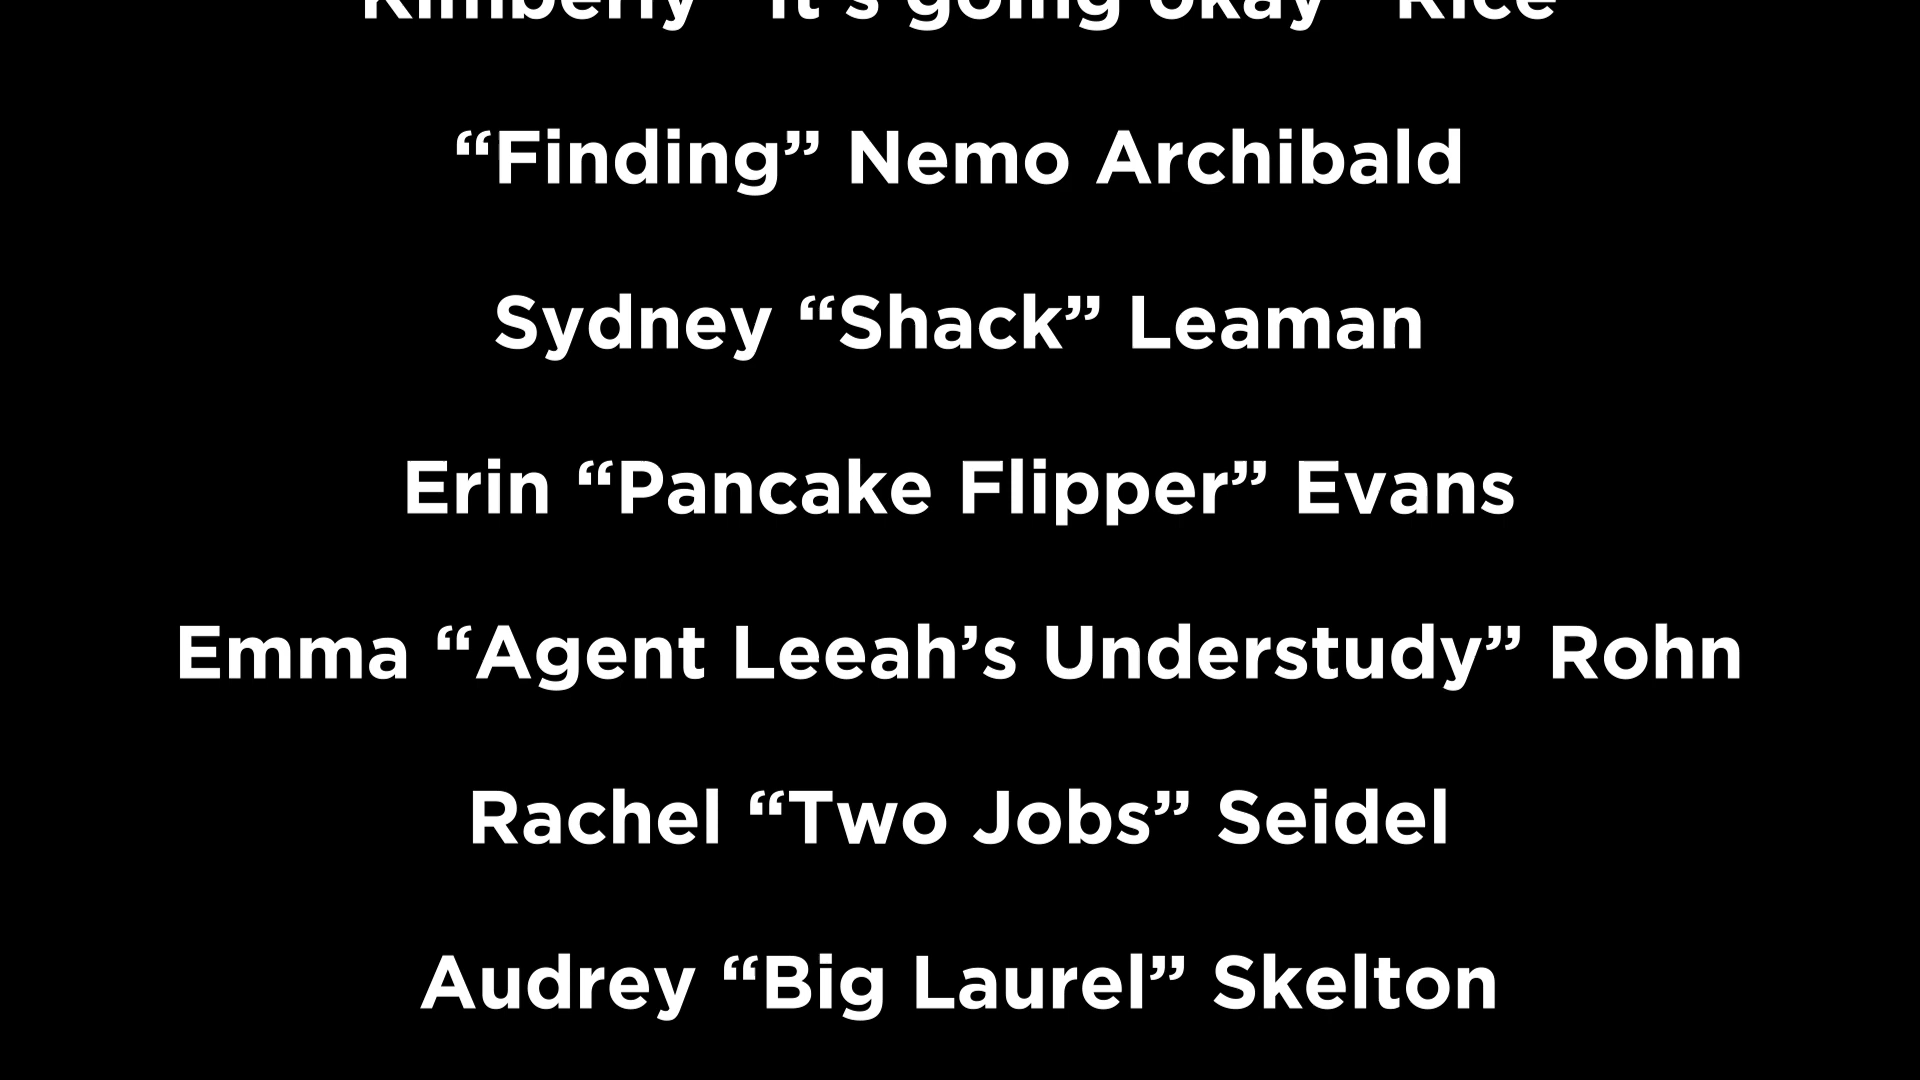 Kimberly “it’s going okay” Rice
“Finding” Nemo Archibald
Sydney “Shack” Leaman
Erin “Pancake Flipper” Evans
Emma “Agent Leeah’s Understudy” Rohn
Rachel “Two Jobs” Seidel
Audrey “Big Laurel” Skelton